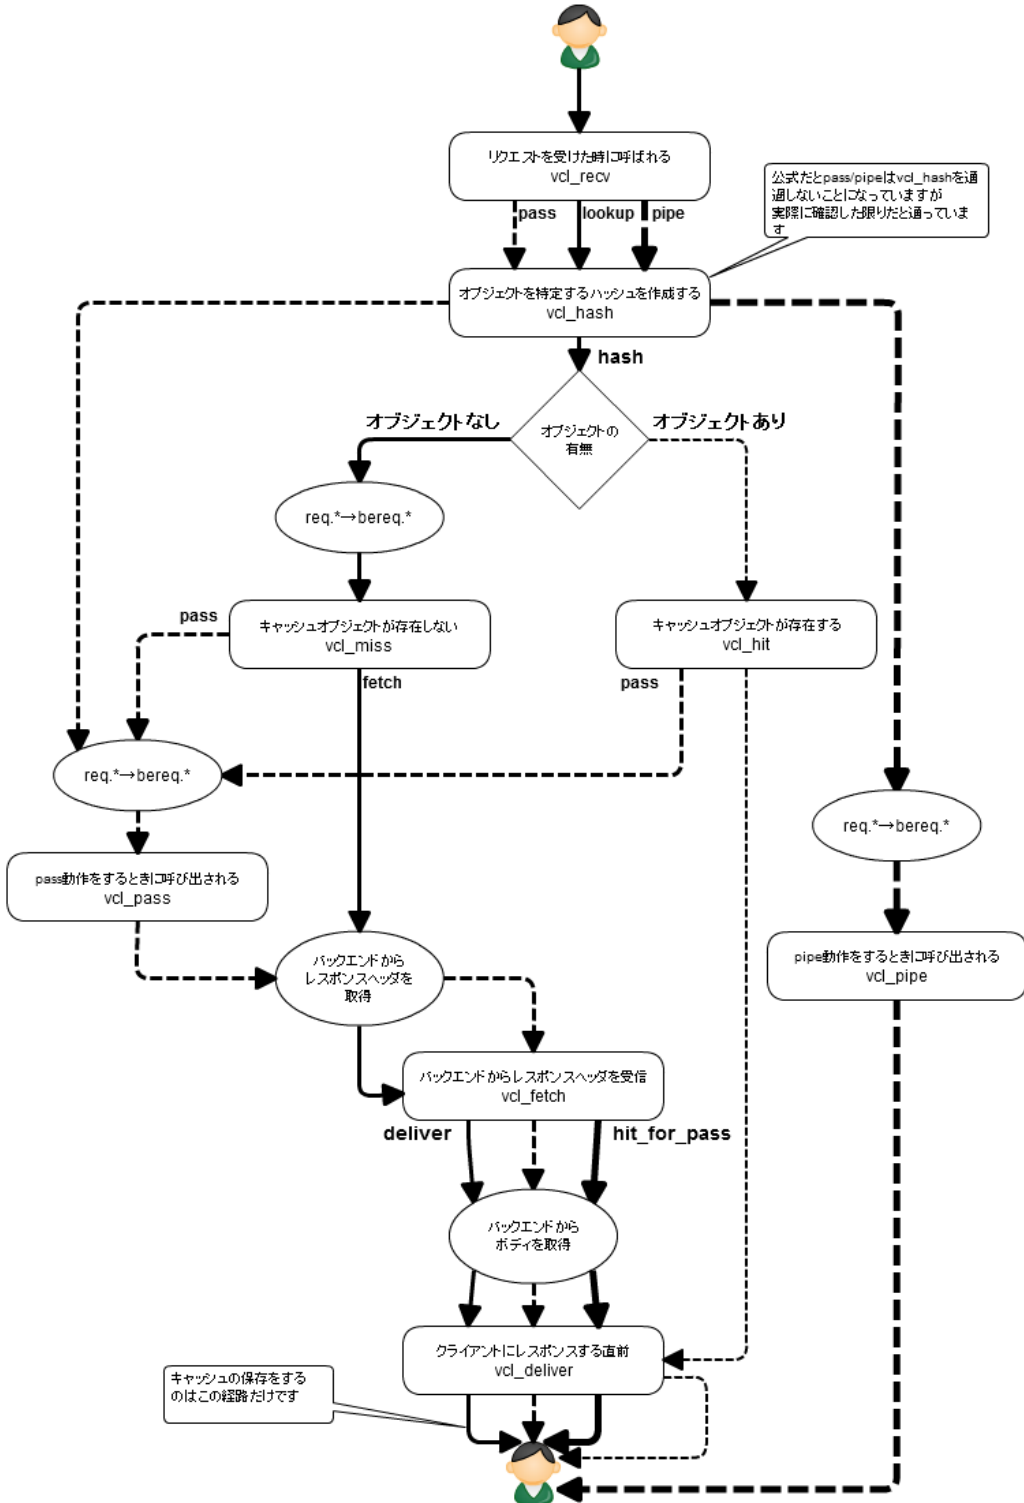 リクエストを受けた時に呼ばれる
vcl_recv
公式だとpass/pipeはvcl_hashを通
過しないことになっていますが
実際に確認した限りだと通っていま
す
pass
lookup
pipe
オブジェクトを特定するハッシュを作成する
vcl_hash
hash
オブジェクトなし
オブジェクトの
有無
オブジェクトあり
req.*→bereq.*
pass
キャッシュオブジェクトが存在しない
vcl_miss
キャッシュオブジェクトが存在する
vcl_hit
fetch
pass
req.*→bereq.*
req.*→bereq.*
pass動作をするときに呼び出される
vcl_pass
バックエンドから
レスポンスヘッダを
取得
pipe動作をするときに呼び出される
vcl_pipe
バックエンドからレスポンスヘッダを受信
vcl_fetch
deliver
hit_for_pass
バックエンドから
ボディを取得
クライアントにレスポンスする直前
vcl_deliver
キャッシュの保存をする
のはこの経路だけです